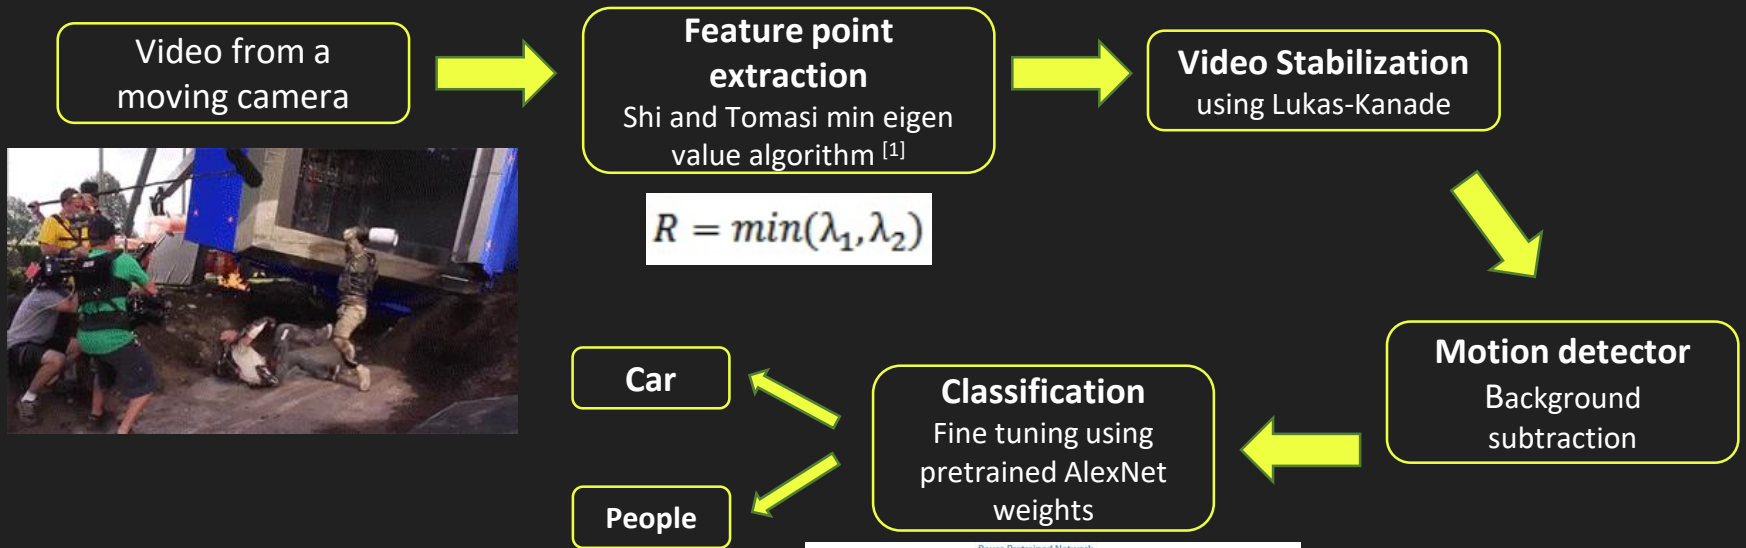 Video from a
moving camera
Feature point
extraction
Shi and Tomasi min eigen
value algorithm [1]
R = min(λ₁,λ₂)
Video Stabilization
using Lukas-Kanade
Motion detector
Background
subtraction
Classification
Fine tuning using
pretrained AlexNet
weights
Car
People